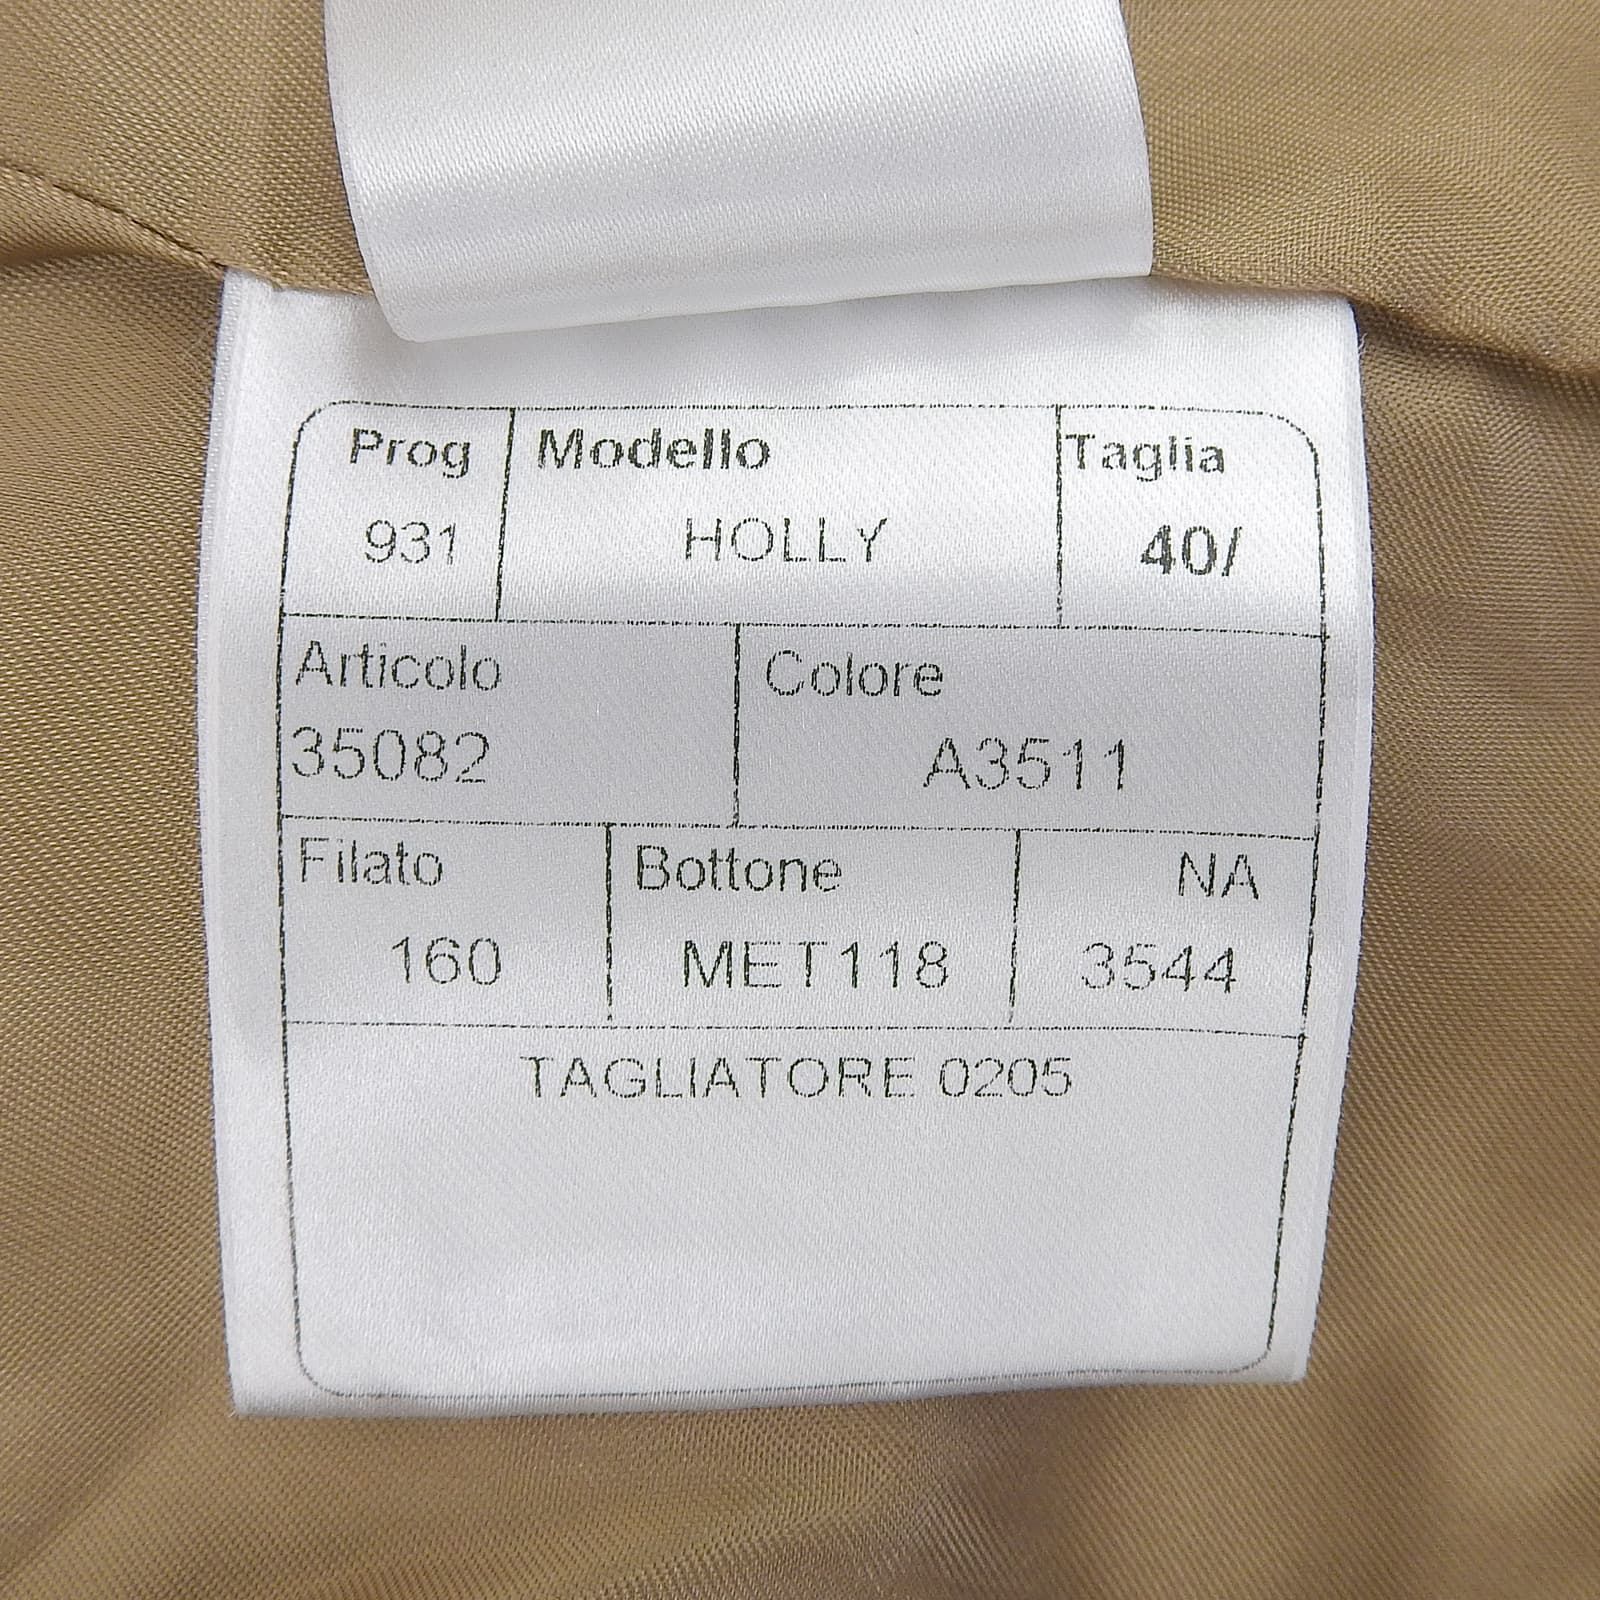 Prog Modello Taglia
931 HOLLY 40/
Articolo Colore
35082 A3511
Filato Bottone NA
160 MET118 3544
TAGLIATORE 0205